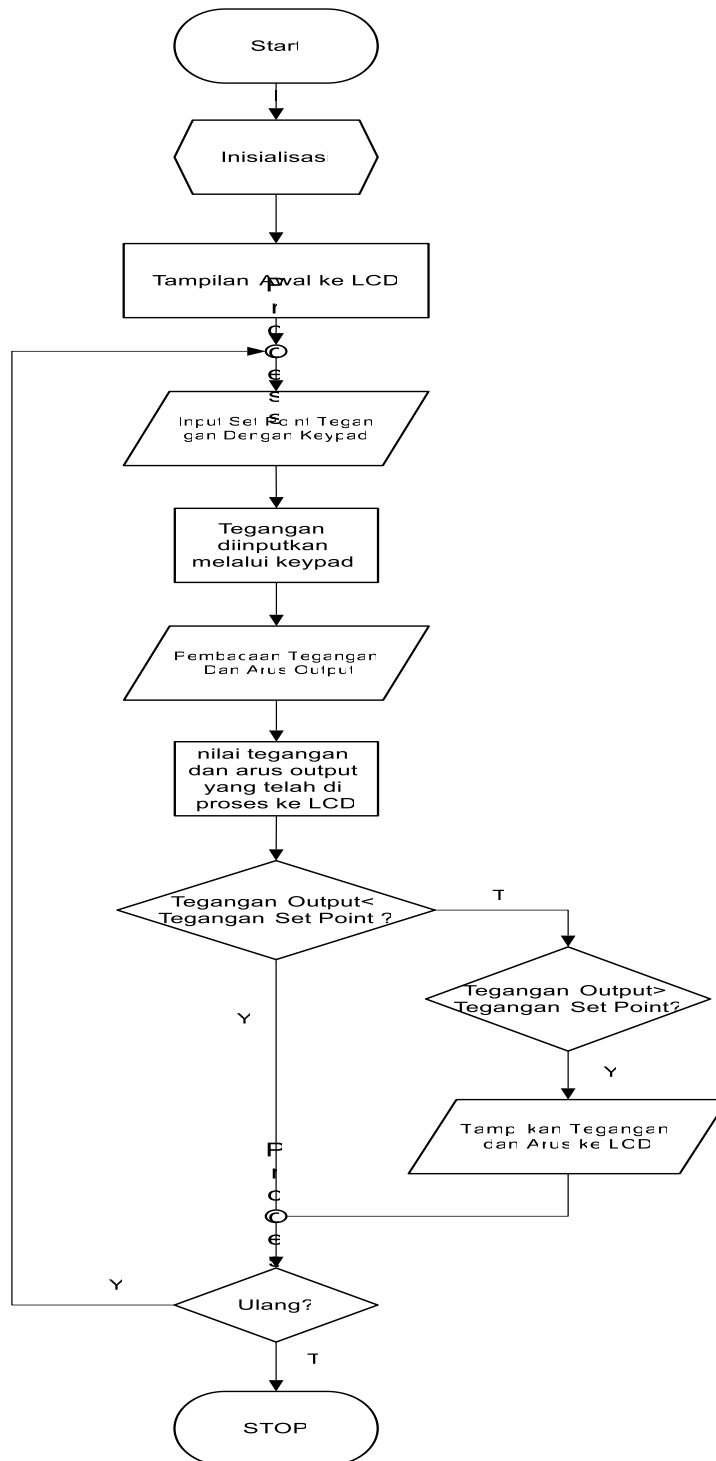 Start
Inisialisasi
Tampilan Awal ke LCD
Process
Input Set Point Tegan
gan Dengan Keypad
Tegangan
diinputkan
melalui keypad
Pembacaan Tegangan
Dan Arus Output
nilai tegangan
dan arus output
yang telah di
proses ke LCD
Tegangan Output<
Tegangan Set Point ?
T
Tegangan Output>
Tegangan Set Point?
Y
Y
Tampilkan Tegangan
dan Arus ke LCD
Proces
Y
Ulang?
T
STOP